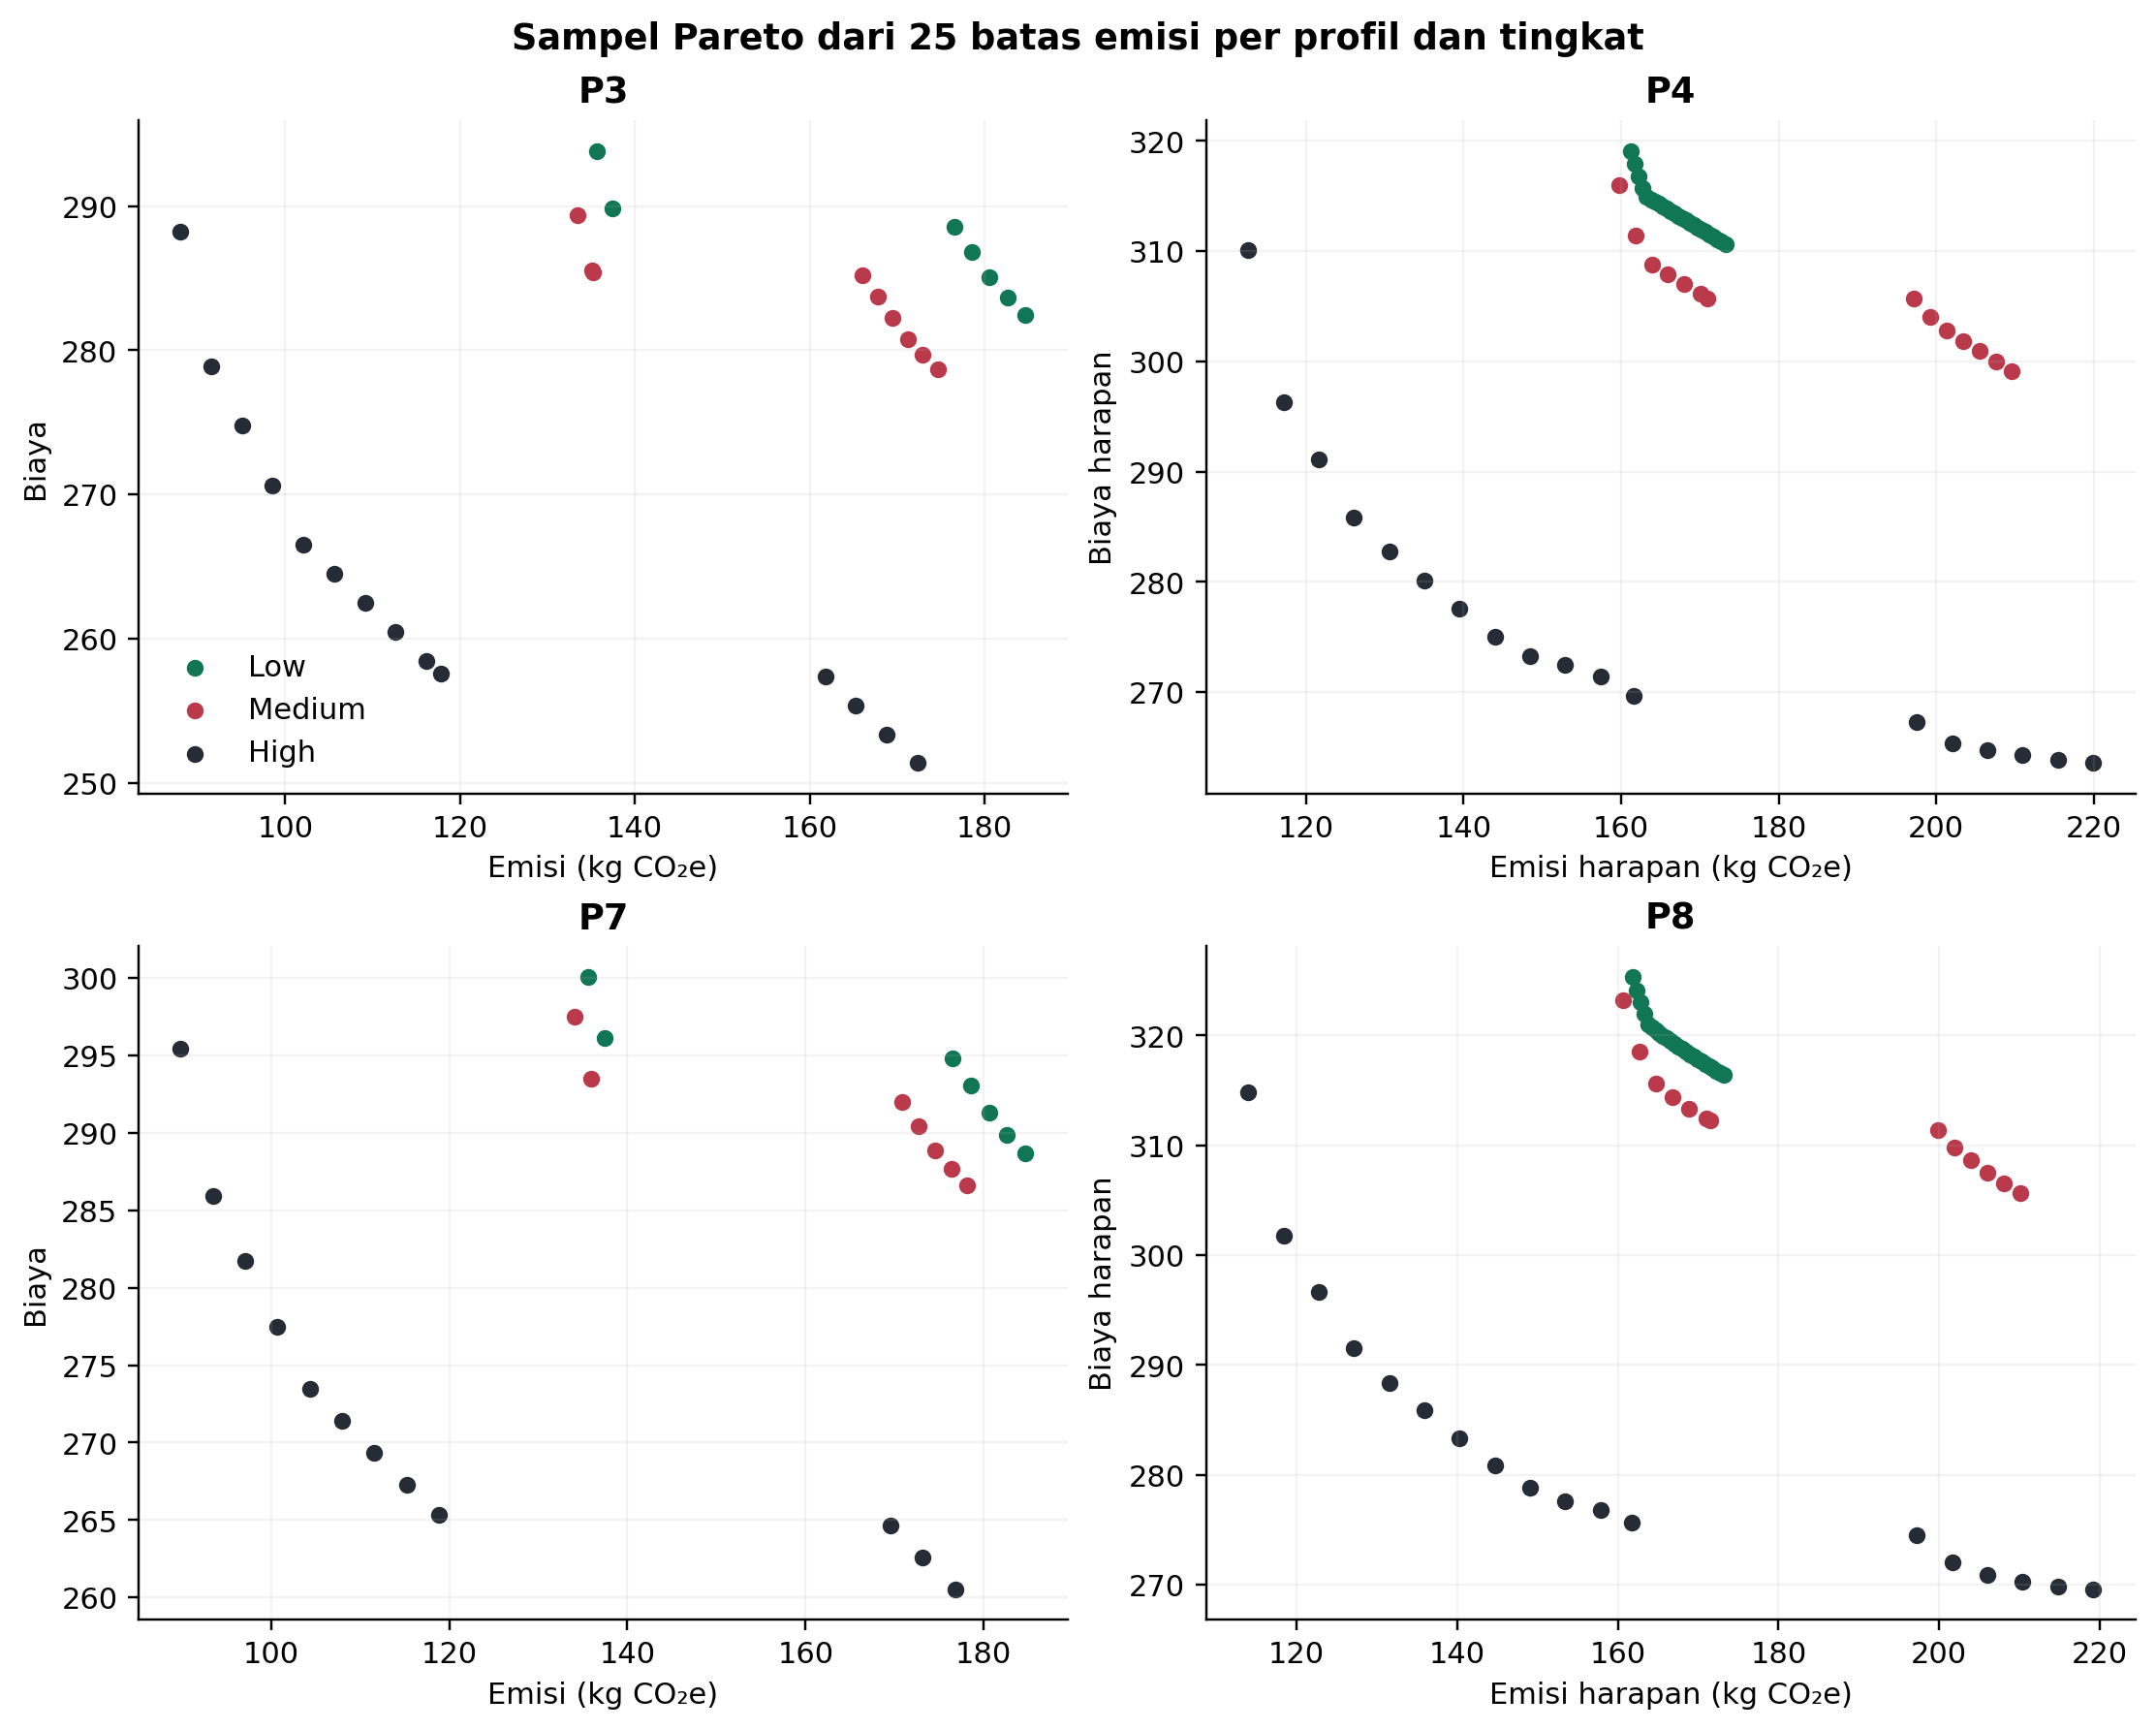 Sampel Pareto dari 25 batas emisi per profil dan tingkat
P3
290
280
270
260
250
Biaya
Low
Medium
High
100 120 140 160 180
Emisi (kg CO₂e)
P4
320
310
300
290
280
270
Biaya harapan
120 140 160 180 200 220
Emisi harapan (kg CO₂e)
P7
300
295
290
285
280
275
270
265
260
Biaya
100 120 140 160 180
Emisi (kg CO₂e)
P8
320
310
300
290
280
270
Biaya harapan
120 140 160 180 200 220
Emisi harapan (kg CO₂e)